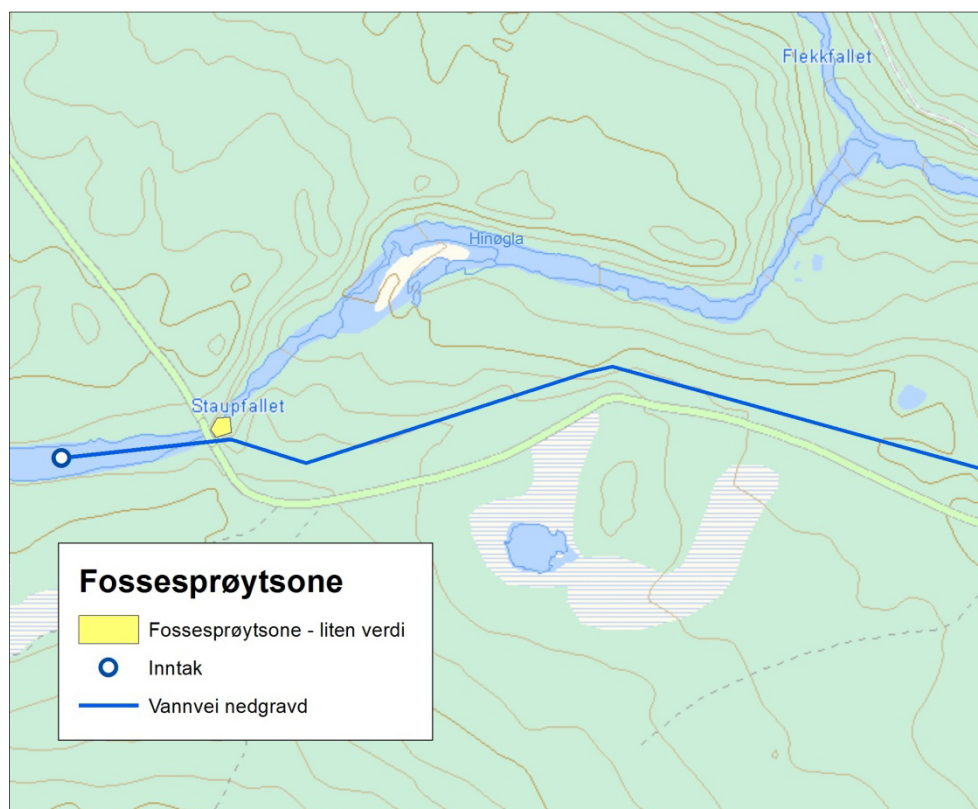 Flekkfallet
Hinøgla
Staupfallet
Fossesprøytsone
Fossesprøytsone - liten verdi
Inntak
Vannvei nedgravd